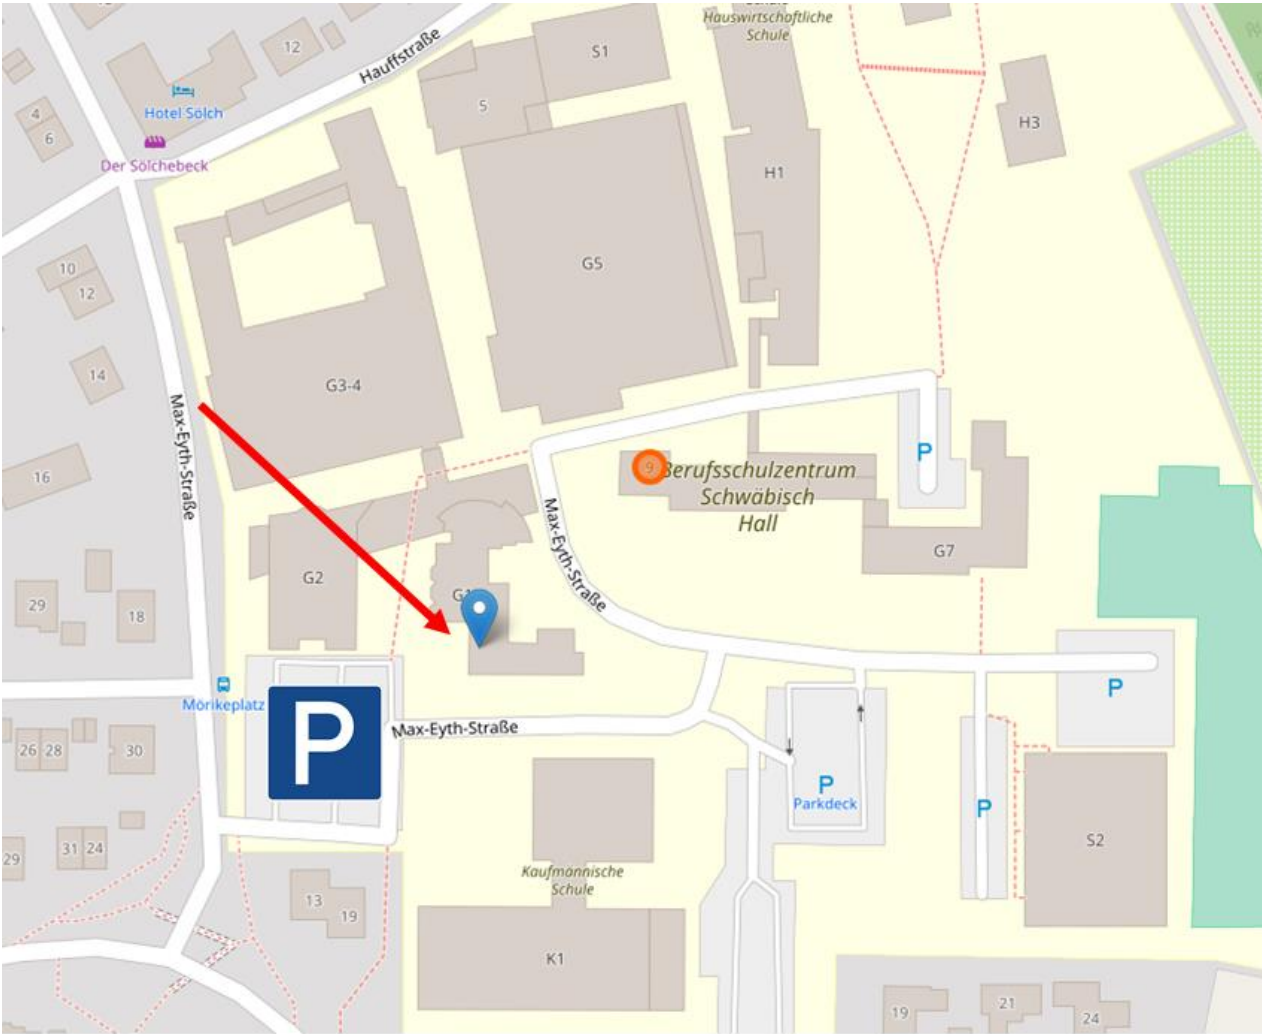 Hauswirtschaftliche
Schule
12
Hauffstraße
S1
4
6
Hotel Sölch
Der Sölchebeck
5
H3
H1
10
12
G5
14
G3-4
Max-Eyth-Straße
16
P
9
Berufsschulzentrum
Schwäbisch
Hall
Max-Eyth-Straße
G7
G2
29
18
Mörikeplatz
P
P
Max-Eyth-Straße
26
28
30
P
Parkdeck
P
S2
29
31
24
Kaufmännische
Schule
13
19
K1
19
21
24